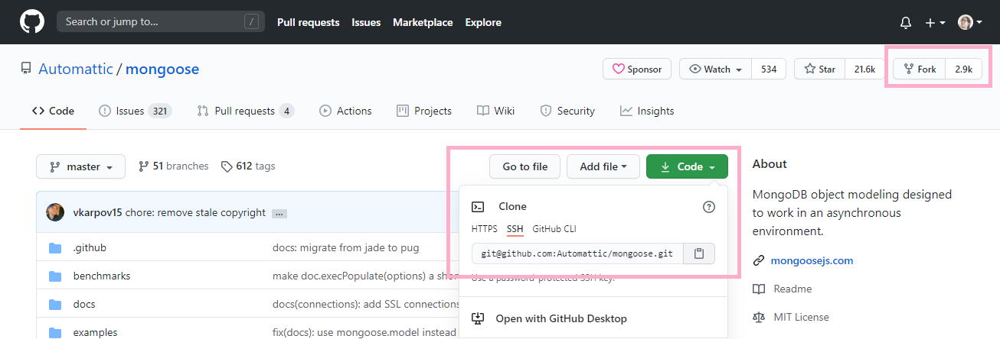 Search or jump to... /
Pull requests Issues Marketplace Explore
Automattic / mongoose
Sponsor Watch 534 Star 21.6k Fork 2.9k
Code Issues 321 Pull requests 4 Actions Projects Wiki Security Insights
master 51 branches 612 tags Go to file Add file Code
About
MongoDB object modeling designed
to work in an asynchronous
environment.
mongoosejs.com
Readme
MIT License
vkarpov15 chore: remove stale copyright ...
.github docs: migrate from jade to pug
benchmarks make doc.execPopulate(options) a shor
docs docs(connections): add SSL connections
examples fix(docs): use mongoose.model instead
Clone
HTTPS SSH GitHub CLI
git@github.com:Automattic/mongoose.git
Use a password-protected SSH key.
Open with GitHub Desktop